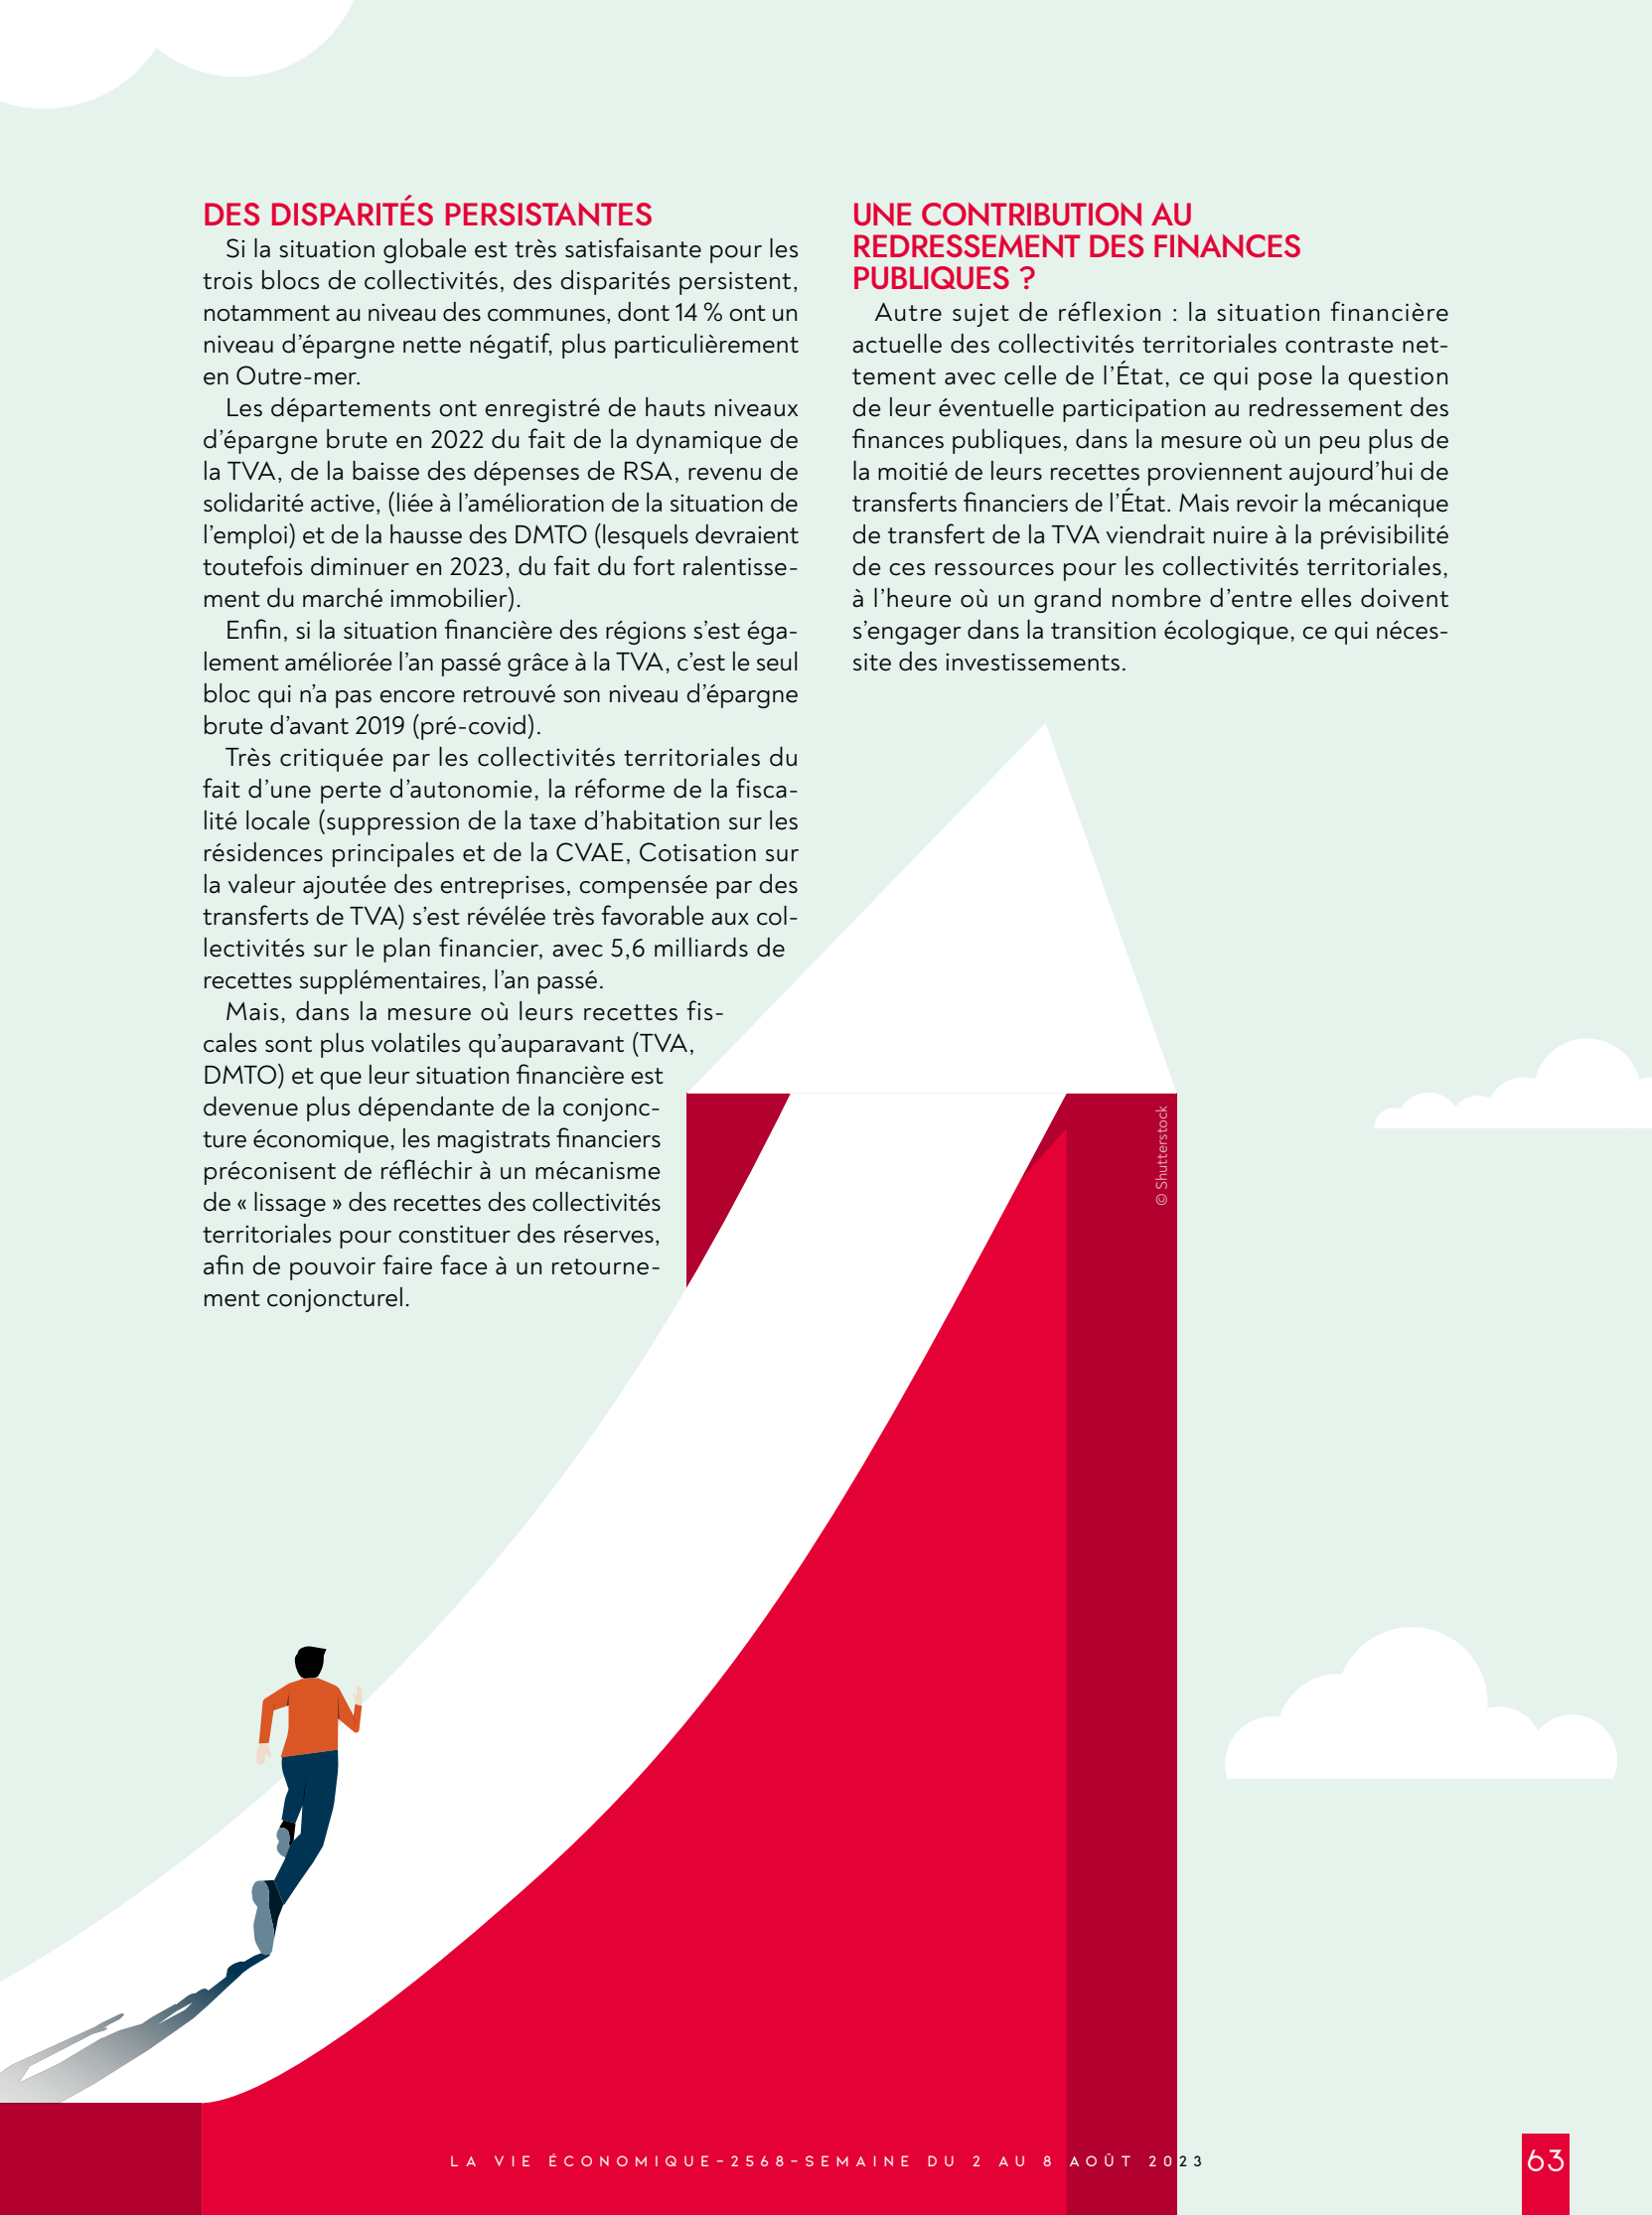 DES DISPARITÉS PERSISTANTES
Si la situation globale est très satisfaisante pour les
trois blocs de collectivités, des disparités persistent,
notamment au niveau des communes, dont 14 % ont un
niveau d’épargne nette négatif, plus particulièrement
en Outre-mer.
Les départements ont enregistré de hauts niveaux
d’épargne brute en 2022 du fait de la dynamique de
la TVA, de la baisse des dépenses de RSA, revenu de
solidarité active, (liée à l’amélioration de la situation de
l’emploi) et de la hausse des DMTO (lesquels devraient
toutefois diminuer en 2023, du fait du fort ralentisse-
ment du marché immobilier).
Enfin, si la situation financière des régions s’est éga-
lement améliorée l’an passé grâce à la TVA, c’est le seul
bloc qui n’a pas encore retrouvé son niveau d’épargne
brute d’avant 2019 (pré-covid).
Très critiquée par les collectivités territoriales du
fait d’une perte d’autonomie, la réforme de la fisca-
lité locale (suppression de la taxe d’habitation sur les
résidences principales et de la CVAE, Cotisation sur
la valeur ajoutée des entreprises, compensée par des
transferts de TVA) s’est révélée très favorable aux col-
lectivités sur le plan financier, avec 5,6 milliards de
recettes supplémentaires, l’an passé.
Mais, dans la mesure où leurs recettes fis-
cales sont plus volatiles qu’auparavant (TVA,
DMTO) et que leur situation financière est
devenue plus dépendante de la conjonc-
ture économique, les magistrats financiers
préconisent de réfléchir à un mécanisme
de « lissage » des recettes des collectivités
territoriales pour constituer des réserves,
afin de pouvoir faire face à un retourne-
ment conjoncturel.
UNE CONTRIBUTION AU
REDRESSEMENT DES FINANCES
PUBLIQUES ?
Autre sujet de réflexion : la situation financière
actuelle des collectivités territoriales contraste net-
tement avec celle de l’État, ce qui pose la question
de leur éventuelle participation au redressement des
finances publiques, dans la mesure où un peu plus de
la moitié de leurs recettes proviennent aujourd’hui de
transferts financiers de l’État. Mais revoir la mécanique
de transfert de la TVA viendrait nuire à la prévisibilité
de ces ressources pour les collectivités territoriales,
à l’heure où un grand nombre d’entre elles doivent
s’engager dans la transition écologique, ce qui néces-
site des investissements.
© Shutterstock
LA VIE ÉCONOMIQUE-2568-SEMAINE DU 2 AU 8 AOÛT 2023
63